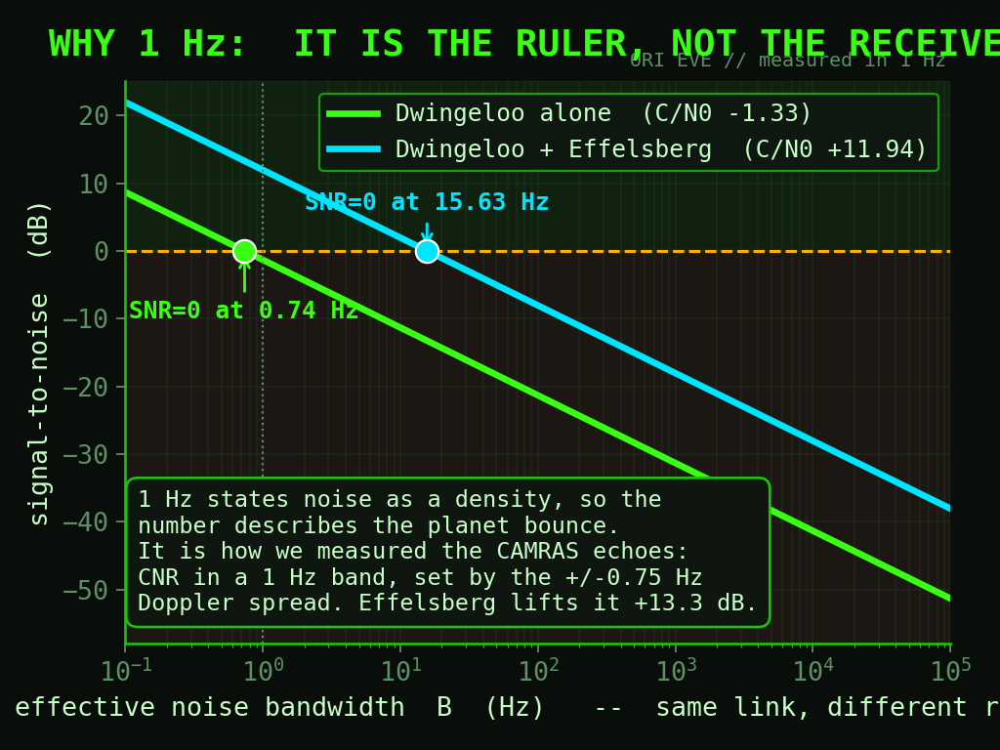 WHY 1 Hz:  IT IS THE RULER, NOT THE RECEIVE
ORI EVE // measured in 1 Hz
Dwingeloo alone  (C/N0 -1.33)
Dwingeloo + Effelsberg  (C/N0 +11.94)
SNR=0 at 15.63 Hz
SNR=0 at 0.74 Hz
signal-to-noise  (dB)
20
10
0
−10
−20
−30
−40
−50
1 Hz states noise as a density, so the
number describes the planet bounce.
It is how we measured the CAMRAS echoes:
CNR in a 1 Hz band, set by the +/-0.75 Hz
Doppler spread. Effelsberg lifts it +13.3 dB.
10⁻¹ 10⁰ 10¹ 10² 10³ 10⁴ 10⁵
effective noise bandwidth  B  (Hz)   --  same link, different r